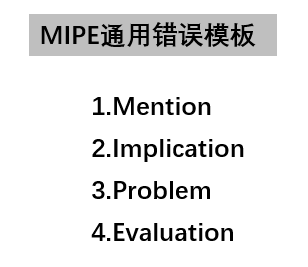 MIPE通用错误模板
1.Mention
2.Implication
3.Problem
4.Evaluation